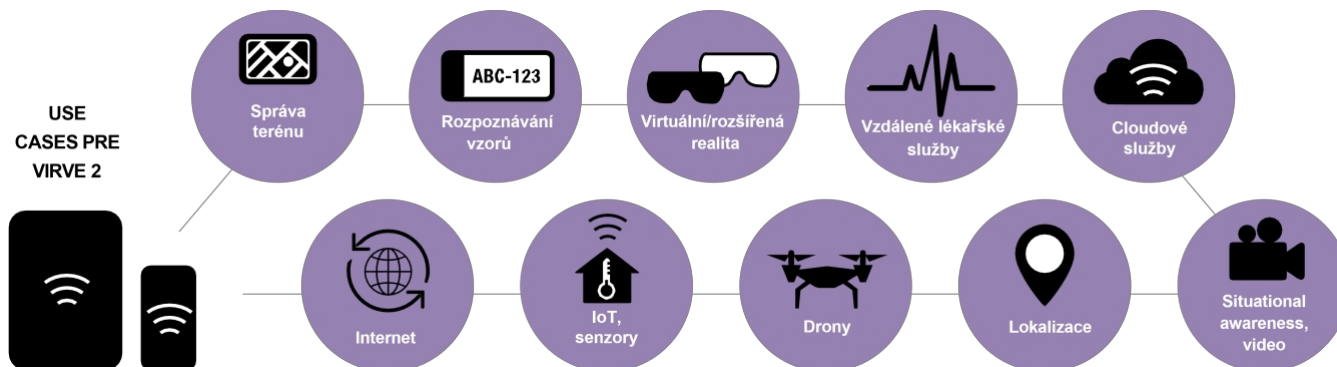 USE
CASES PRE
VIRVE 2
Správa
terénu
ABC-123
Rozpoznávání
vzorů
Virtuální/rozšířená
realita
Vzdálené lékařské
služby
Cloudové
služby
Internet
IoT,
senzory
Drony
Lokalizace
Situational
awareness,
video